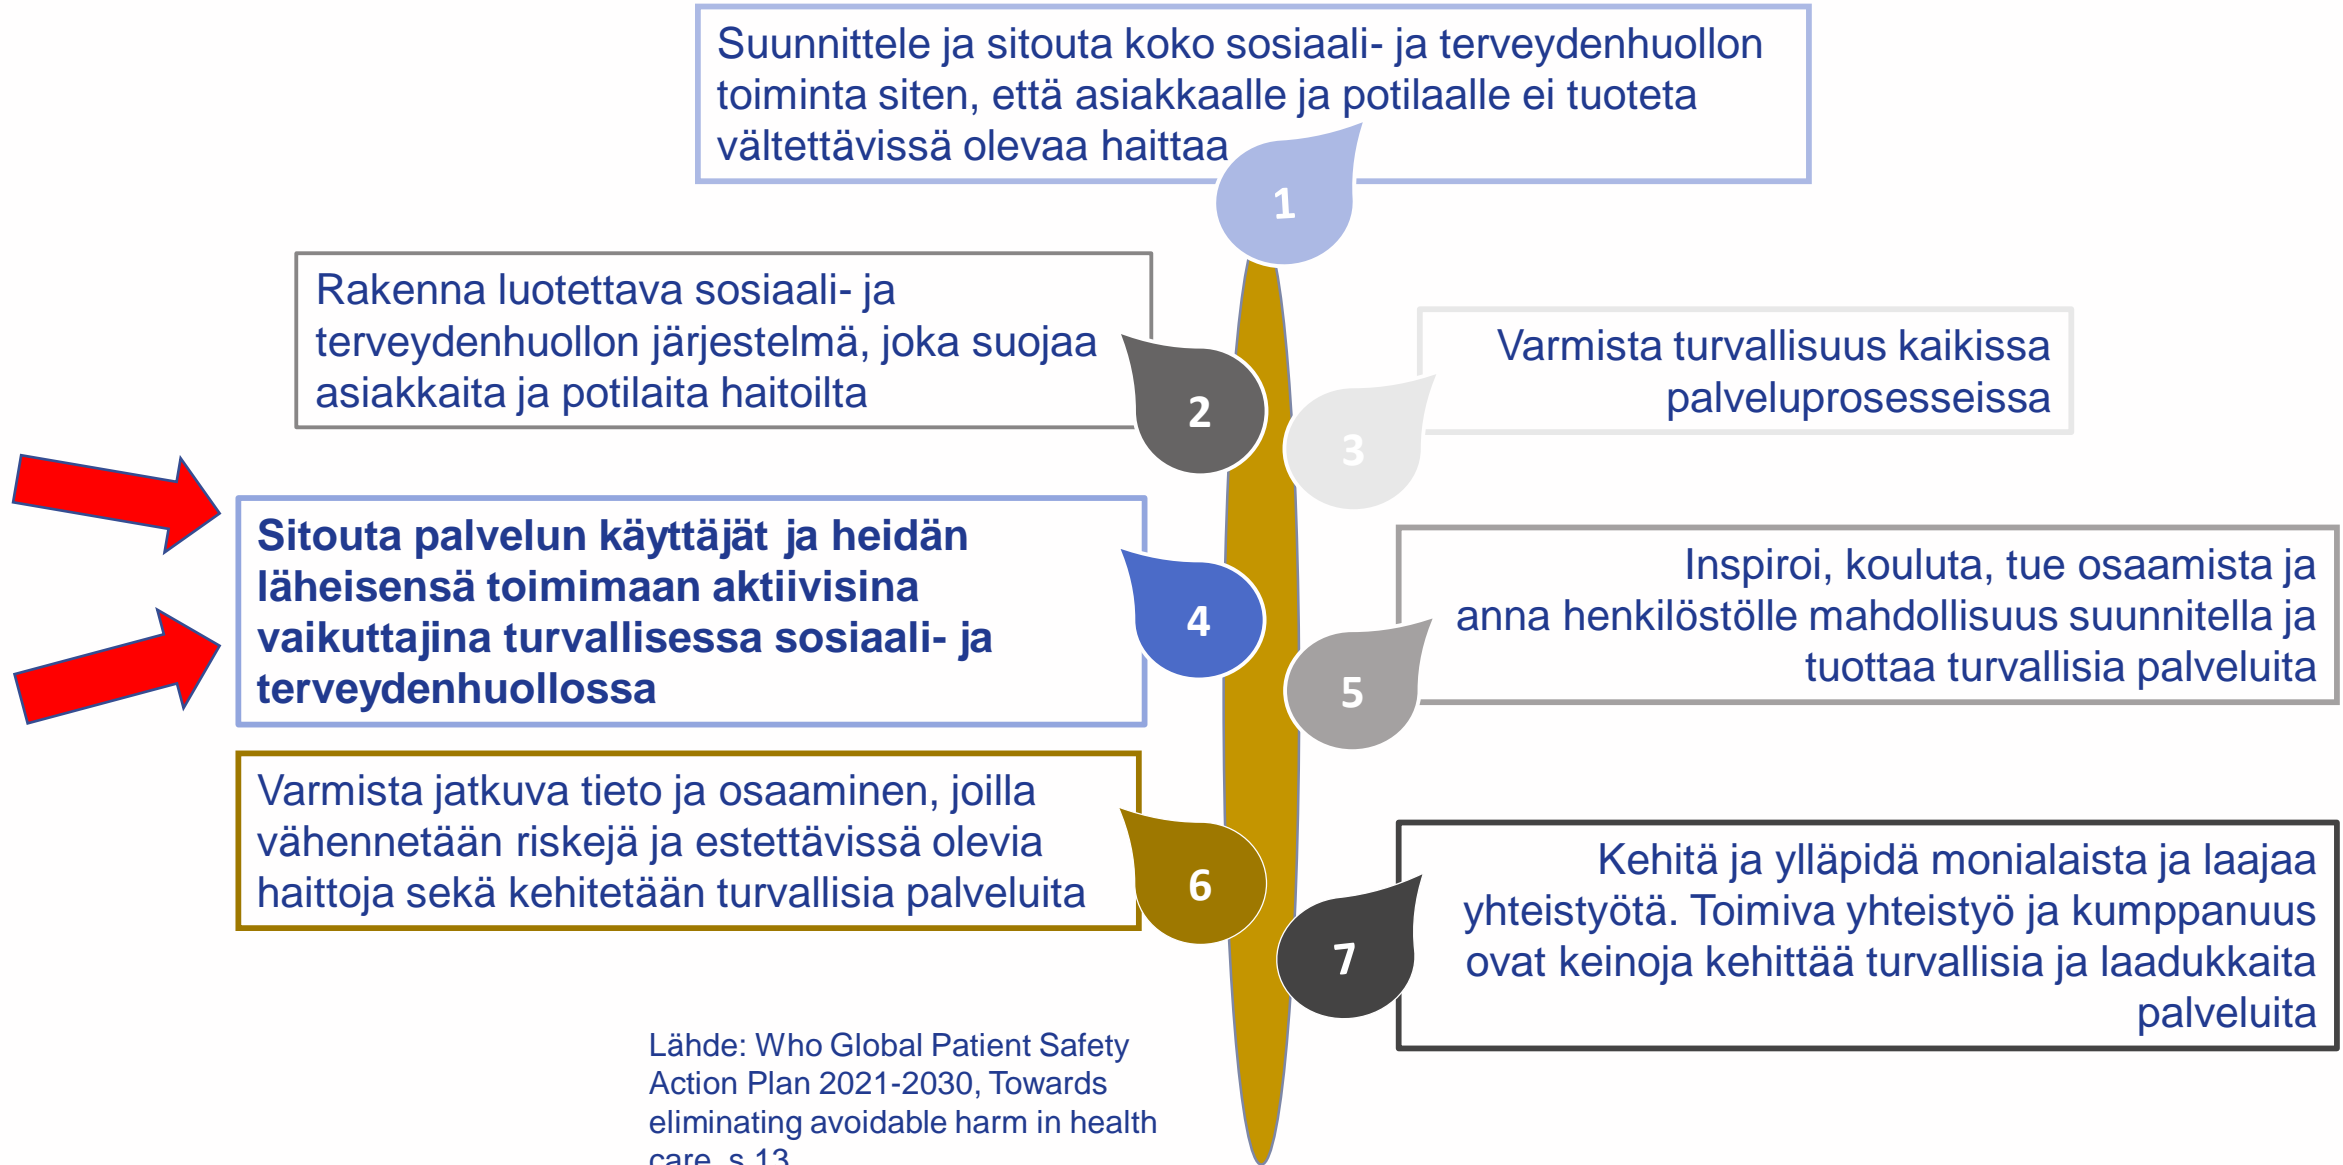 Suunnittele ja sitouta koko sosiaali- ja terveydenhuollon
toiminta siten, että asiakkaalle ja potilaalle ei tuoteta
vältettävissä olevaa haittaa
1
Rakenna luotettava sosiaali- ja
terveydenhuollon järjestelmä, joka suojaa
asiakkaita ja potilaita haitoilta
2
Varmista turvallisuus kaikissa
palveluprosesseissa
3
Sitouta palvelun käyttäjät ja heidän
läheisensä toimimaan aktiivisina
vaikuttajina turvallisessa sosiaali- ja
terveydenhuollossa
4
Inspiroi, kouluta, tue osaamista ja
anna henkilöstölle mahdollisuus suunnitella ja
tuottaa turvallisia palveluita
5
Varmista jatkuva tieto ja osaaminen, joilla
vähennetään riskejä ja estettävissä olevia
haittoja sekä kehitetään turvallisia palveluita
6
Kehitä ja ylläpidä monialaista ja laajaa
yhteistyötä. Toimiva yhteistyö ja kumppanuus
ovat keinoja kehittää turvallisia ja laadukkaita
palveluita
7
Lähde: Who Global Patient Safety
Action Plan 2021-2030, Towards
eliminating avoidable harm in health
care, s 13